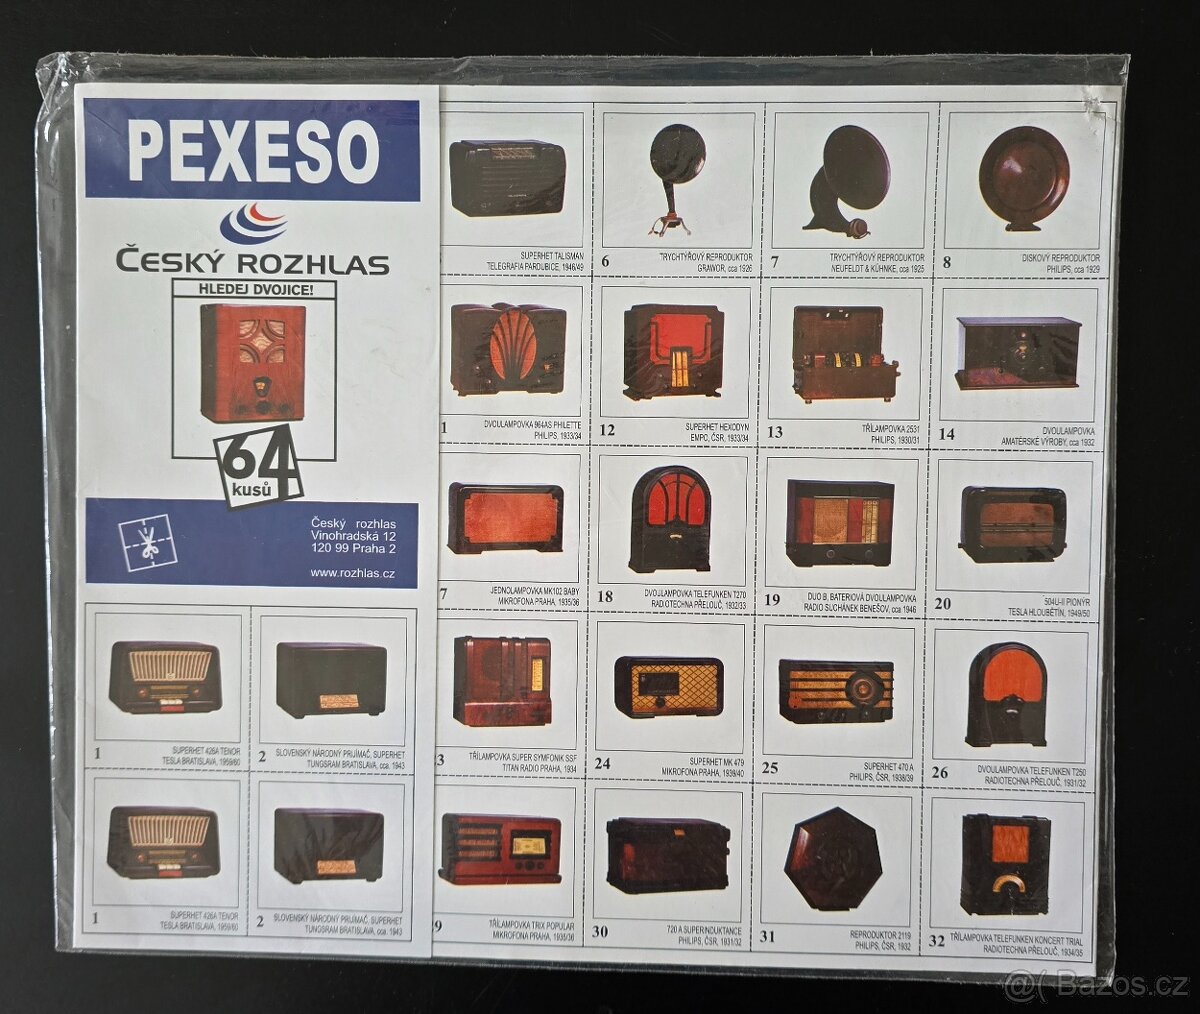 PEXESO
ČESKÝ ROZHLAS
HLEDEJ DVOJICE!
64
kusů
Český rozhlas
Vinohradská 12
120 99 Praha 2
www.rozhlas.cz
1 SUPERHET 426A TENOR
TESLA BRATISLAVA, 1959/60
2 SLOVENSKÝ NÁRODNÝ PRIJÍMAČ, SUPERHET
TUNGSRAM BRATISLAVA, cca. 1943
1 SUPERHET 426A TENOR
TESLA BRATISLAVA, 1959/60
2 SLOVENSKÝ NÁRODNÝ PRIJÍMAČ, SUPERHET
TUNGSRAM BRATISLAVA, cca. 1943
SUPERHET TALISMAN
TELEGRAFIA PARDUBICE, 1948/49
6 TRYCHTÝŘOVÝ REPRODUKTOR
GRAWOR, cca 1926
7 TRYCHTÝŘOVÝ REPRODUKTOR
NEUFELDT & KÜHNKE, cca 1925
8 DISKOVÝ REPRODUKTOR
PHILIPS, cca 1929
1 DVOULAMPOVKA 964AS PHILETTE
PHILIPS, 1933/34
12 SUPERHET HEXODYN
EMPO, ČSR, 1933/34
13 TŘÍLAMPOVKA 2531
PHILIPS, 1930/31
14 DVOULAMPOVKA
AMATÉRSKÉ VÝROBY, cca 1932
7 JEDNOLAMPOVKA MK102 BABY
MIKROFONA PRAHA, 1935/36
18 DVOULAMPOVKA TELEFUNKEN T270
RADIOTECHNA PŘELOUČ, 1932/33
19 DUO B, BATERIOVÁ DVOULAMPOVKA
RADIO SUCHÁNEK BENEŠOV, cca 1946
20 504U-II PIONÝR
TESLA HLOUBĚTÍN, 1949/50
3 TŘÍLAMPOVKA SUPER SYMFONIK SSF
TITAN RADIO PRAHA, 1934
24 SUPERHET MK 479
MIKROFONA PRAHA, 1939/40
25 SUPERHET 470 A
PHILIPS, ČSR, 1938/39
26 DVOULAMPOVKA TELEFUNKEN T250
RADIOTECHNA PŘELOUČ, 1931/32
9 TŘÍLAMPOVKA TRIX POPULAR
MIKROFONA PRAHA, 1935/36
30 720 A SUPERINDUKTANCE
PHILIPS, ČSR, 1931/32
31 REPRODUKTOR 2119
PHILIPS, ČSR, 1932
32 TŘÍLAMPOVKA TELEFUNKEN KONCERT TRIAL
RADIOTECHNA PŘELOUČ, 1934/35
@( Bazos.cz